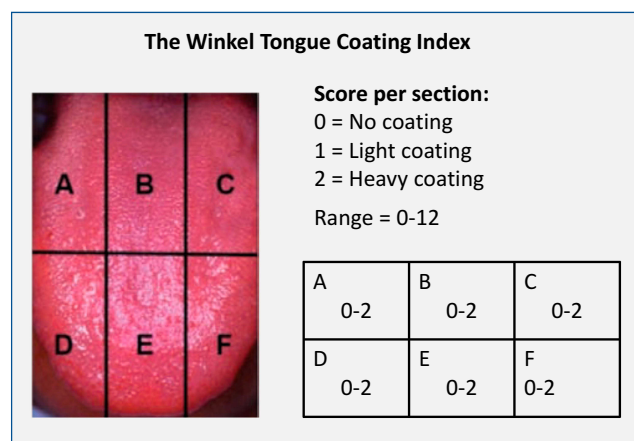 The Winkel Tongue Coating Index
Score per section:
0 = No coating
1 = Light coating
2 = Heavy coating
Range = 0-12
A B C
D E F
A B C
0-2 0-2 0-2
D E F
0-2 0-2 0-2